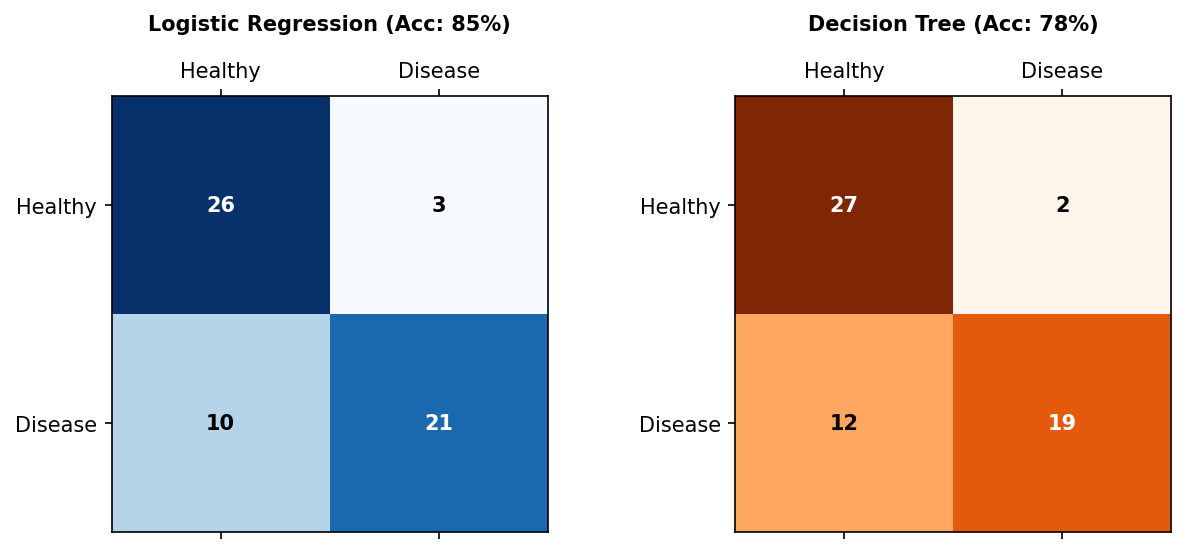 Logistic Regression (Acc: 85%)
Healthy Disease
Healthy 26 3
Disease 10 21
Decision Tree (Acc: 78%)
Healthy Disease
Healthy 27 2
Disease 12 19